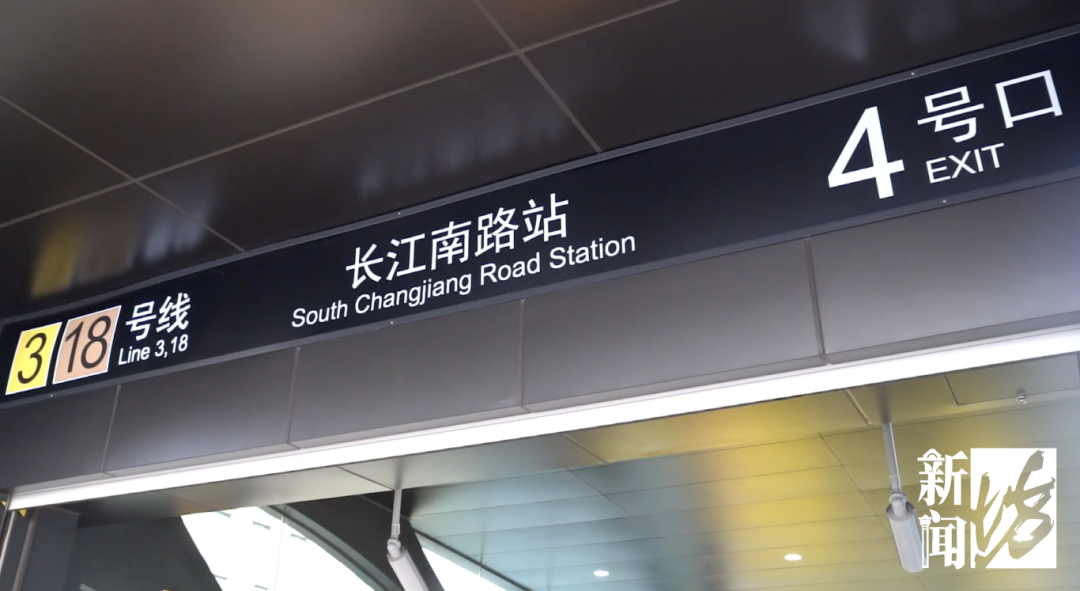 3 18 号线
Line 3,18
长江南路站
South Changjiang Road Station
4 号口
EXIT
新闻